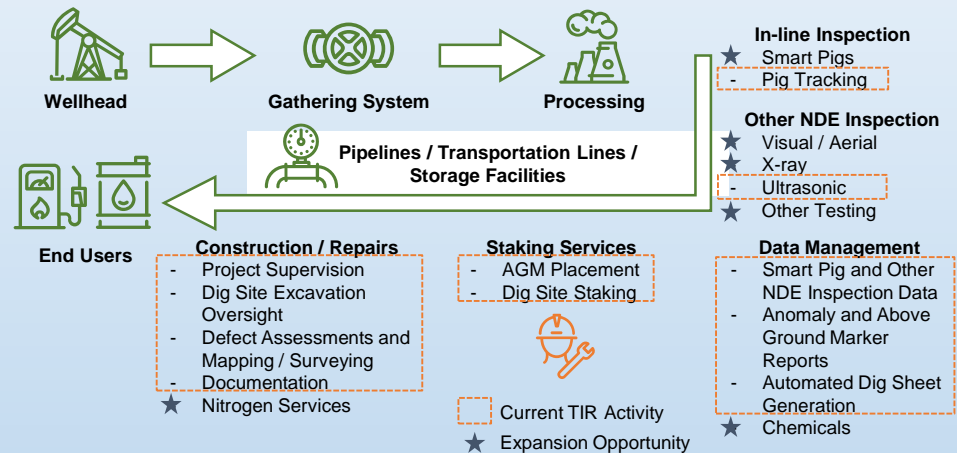 Wellhead
Gathering System
Processing
In-line Inspection
Smart Pigs
- Pig Tracking
Other NDE Inspection
Visual / Aerial
X-ray
- Ultrasonic
Other Testing
Pipelines / Transportation Lines /
Storage Facilities
End Users
Construction / Repairs
- Project Supervision
- Dig Site Excavation
Oversight
- Defect Assessments and
Mapping / Surveying
- Documentation
Nitrogen Services
Staking Services
- AGM Placement
- Dig Site Staking
Data Management
- Smart Pig and Other
NDE Inspection Data
- Anomaly and Above
Ground Marker
Reports
- Automated Dig Sheet
Generation
Chemicals
Current TIR Activity
Expansion Opportunity